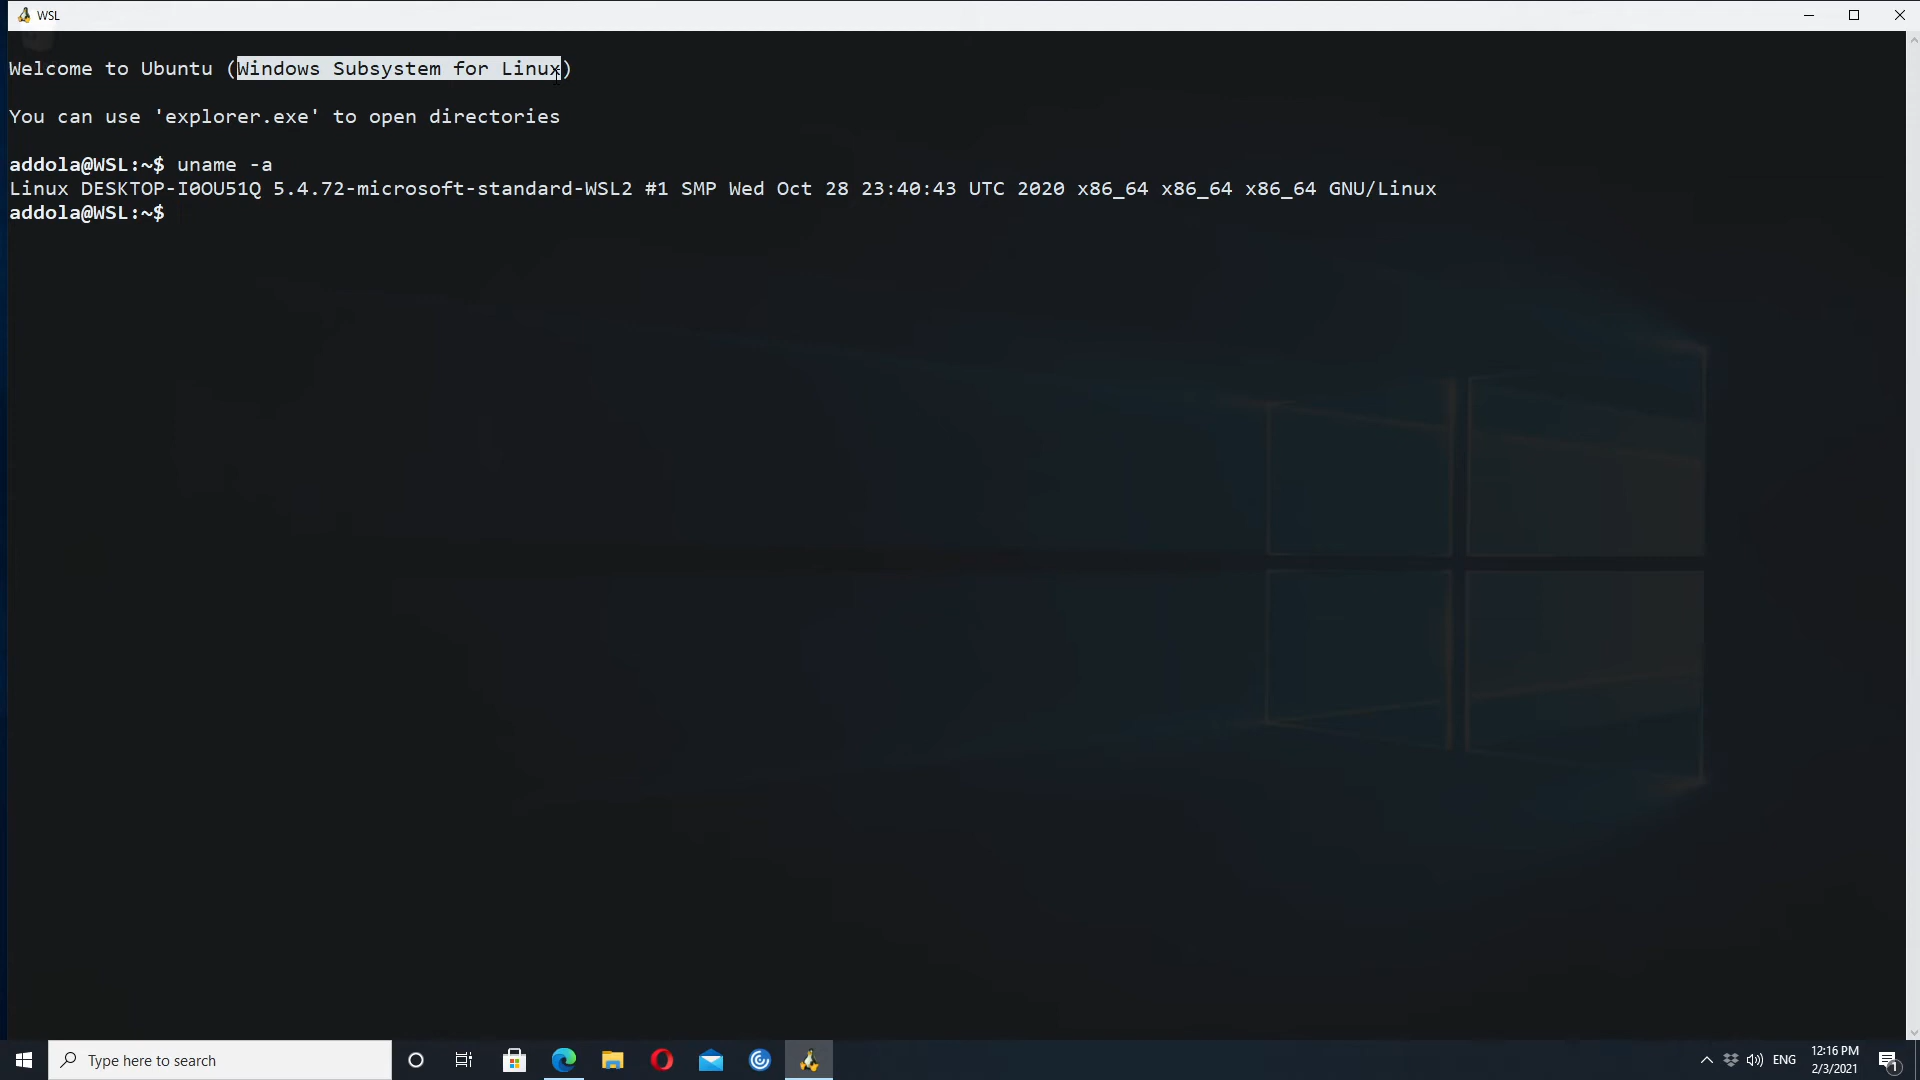 WSL
Welcome to Ubuntu (Windows Subsystem for Linux)
You can use 'explorer.exe' to open directories
addola@WSL:~$ uname -a
Linux DESKTOP-I0OU51Q 5.4.72-microsoft-standard-WSL2 #1 SMP Wed Oct 28 23:40:43 UTC 2020 x86_64 x86_64 x86_64 GNU/Linux
addola@WSL:~$
Type here to search
ENG
12:16 PM
2/3/2021
1